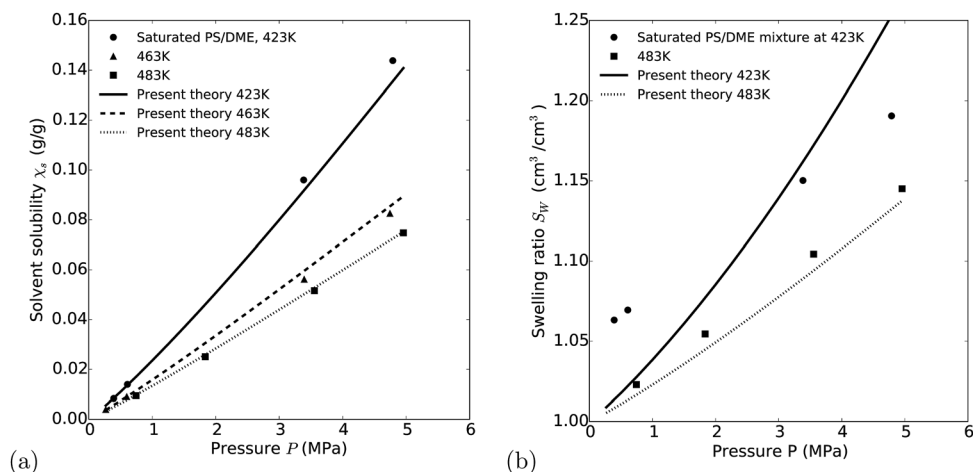 (a)
0.16
0.14
0.12
0.10
0.08
0.06
0.04
0.02
0.00
Solvent solubility χs (g/g)
Saturated PS/DME, 423K
463K
483K
Present theory 423K
Present theory 463K
Present theory 483K
0 1 2 3 4 5 6
Pressure P (MPa)
(b)
1.25
1.20
1.15
1.10
1.05
1.00
Swelling ratio SW (cm³/cm³)
Saturated PS/DME mixture at 423K
483K
Present theory 423K
Present theory 483K
0 1 2 3 4 5 6
Pressure P (MPa)